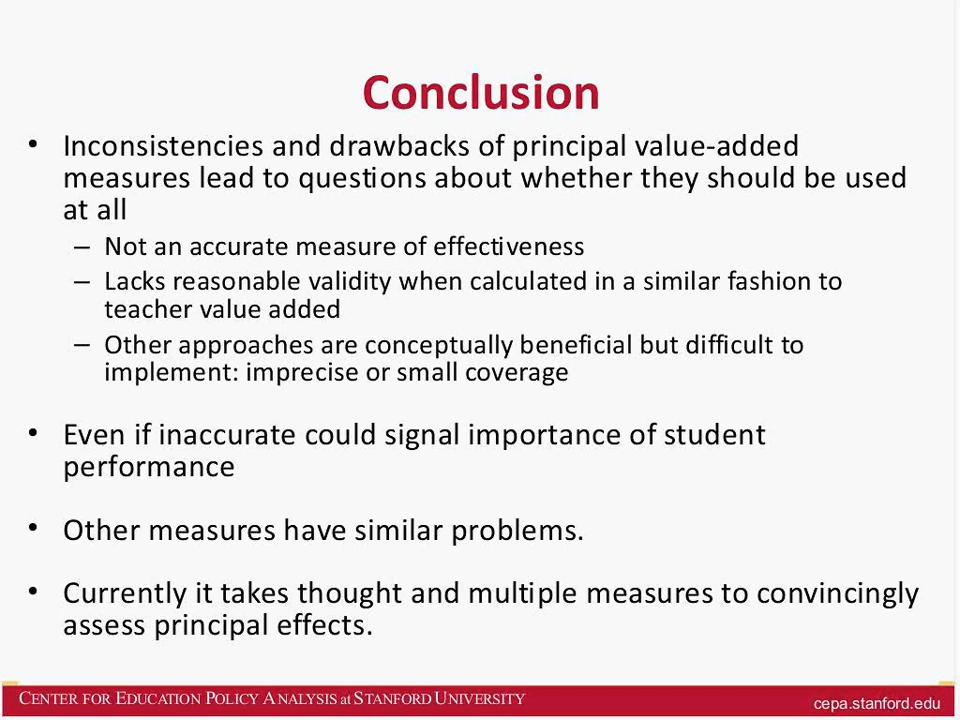 Conclusion
• Inconsistencies and drawbacks of principal value-added
measures lead to questions about whether they should be used
at all
– Not an accurate measure of effectiveness
– Lacks reasonable validity when calculated in a similar fashion to
teacher value added
– Other approaches are conceptually beneficial but difficult to
implement: imprecise or small coverage
• Even if inaccurate could signal importance of student
performance
• Other measures have similar problems.
• Currently it takes thought and multiple measures to convincingly
assess principal effects.
CENTER FOR EDUCATION POLICY ANALYSIS at STANFORD UNIVERSITY
cepa.stanford.edu